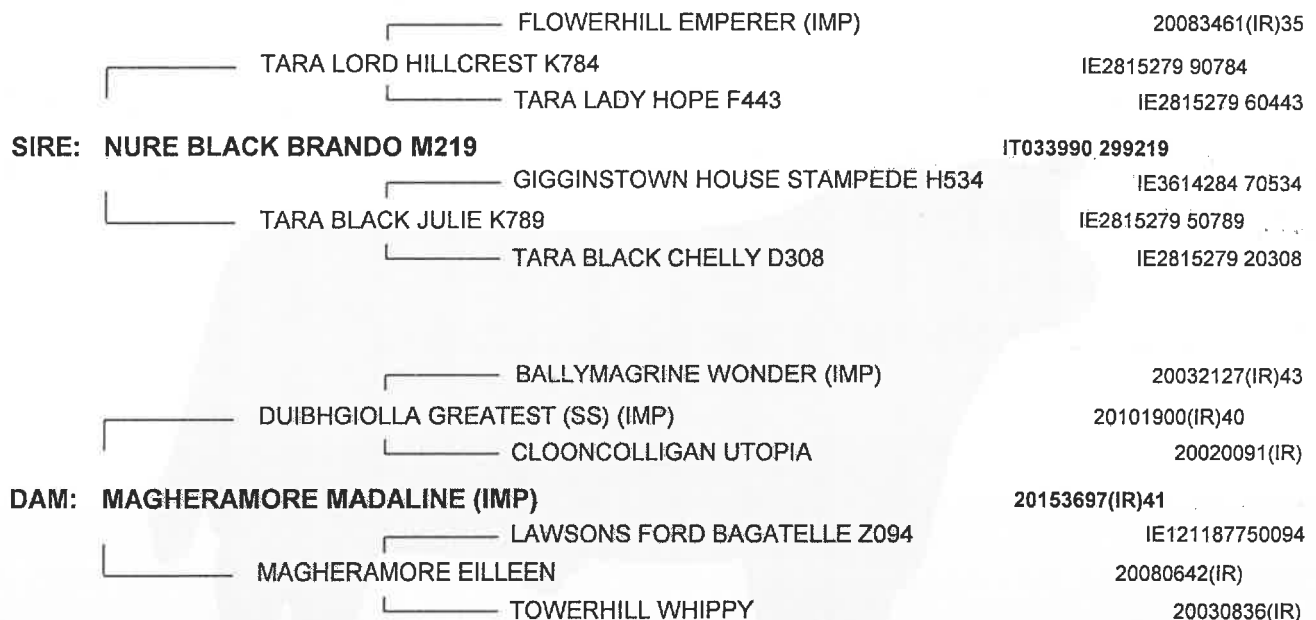 FLOWERHILL EMPERER (IMP) 20083461(IR)35
TARA LORD HILLCREST K784 IE2815279 90784
TARA LADY HOPE F443 IE2815279 60443
SIRE: NURE BLACK BRANDO M219 IT033990 299219
GIGGINSTOWN HOUSE STAMPEDE H534 IE3614284 70534
TARA BLACK JULIE K789 IE2815279 50789
TARA BLACK CHELLY D308 IE2815279 20308
BALLYMAGRINE WONDER (IMP) 20032127(IR)43
DUIBHGIOLLA GREATEST (SS) (IMP) 20101900(IR)40
CLOONCOLLIGAN UTOPIA 20020091(IR)
DAM: MAGHERAMORE MADALINE (IMP) 20153697(IR)41
LAWSONS FORD BAGATELLE Z094 IE121187750094
MAGHERAMORE EILLEEN 20080642(IR)
TOWERHILL WHIPPY 20030836(IR)